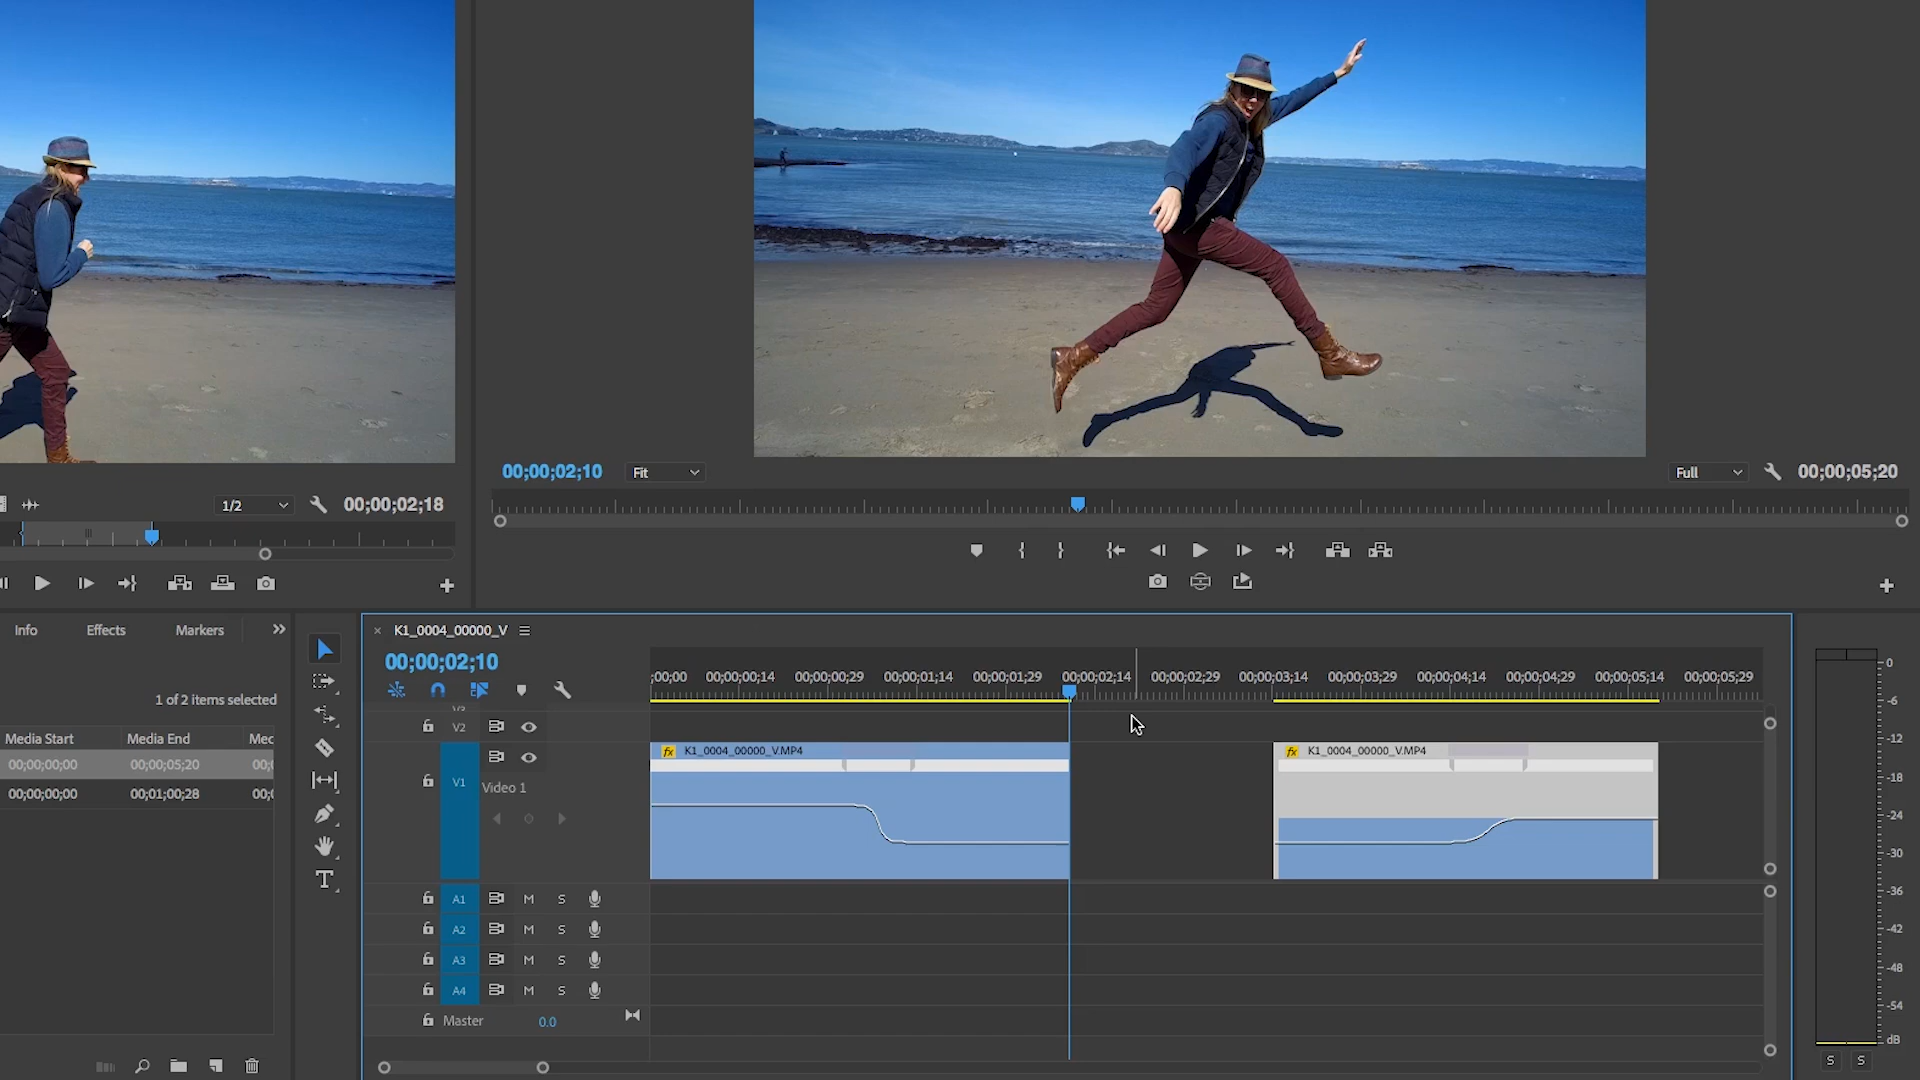 00;00;02;10
Fit
Full
00;00;05;20
1/2
00;00;02;18
Info
Effects
Markers
1 of 2 items selected
Media Start
Media End
Mec
00;00;00;00
00;00;05;20
00;(
00;00;00;00
00;01;00;28
00;(
× K1_0004_00000_V
00;00;02;10
;00;00
00;00;00;14
00;00;00;29
00;00;01;14
00;00;01;29
00;00;02;14
00;00;02;29
00;00;03;14
00;00;03;29
00;00;04;14
00;00;04;29
00;00;05;14
00;00;05;29
V3
V2
V1
Video 1
fx K1_0004_00000_V.MP4
fx K1_0004_00000_V.MP4
A1 M S
A2 M S
A3 M S
A4 M S
Master
0.0
T
0
-6
-12
-18
-24
-30
-36
-42
-48
-54
dB
S S